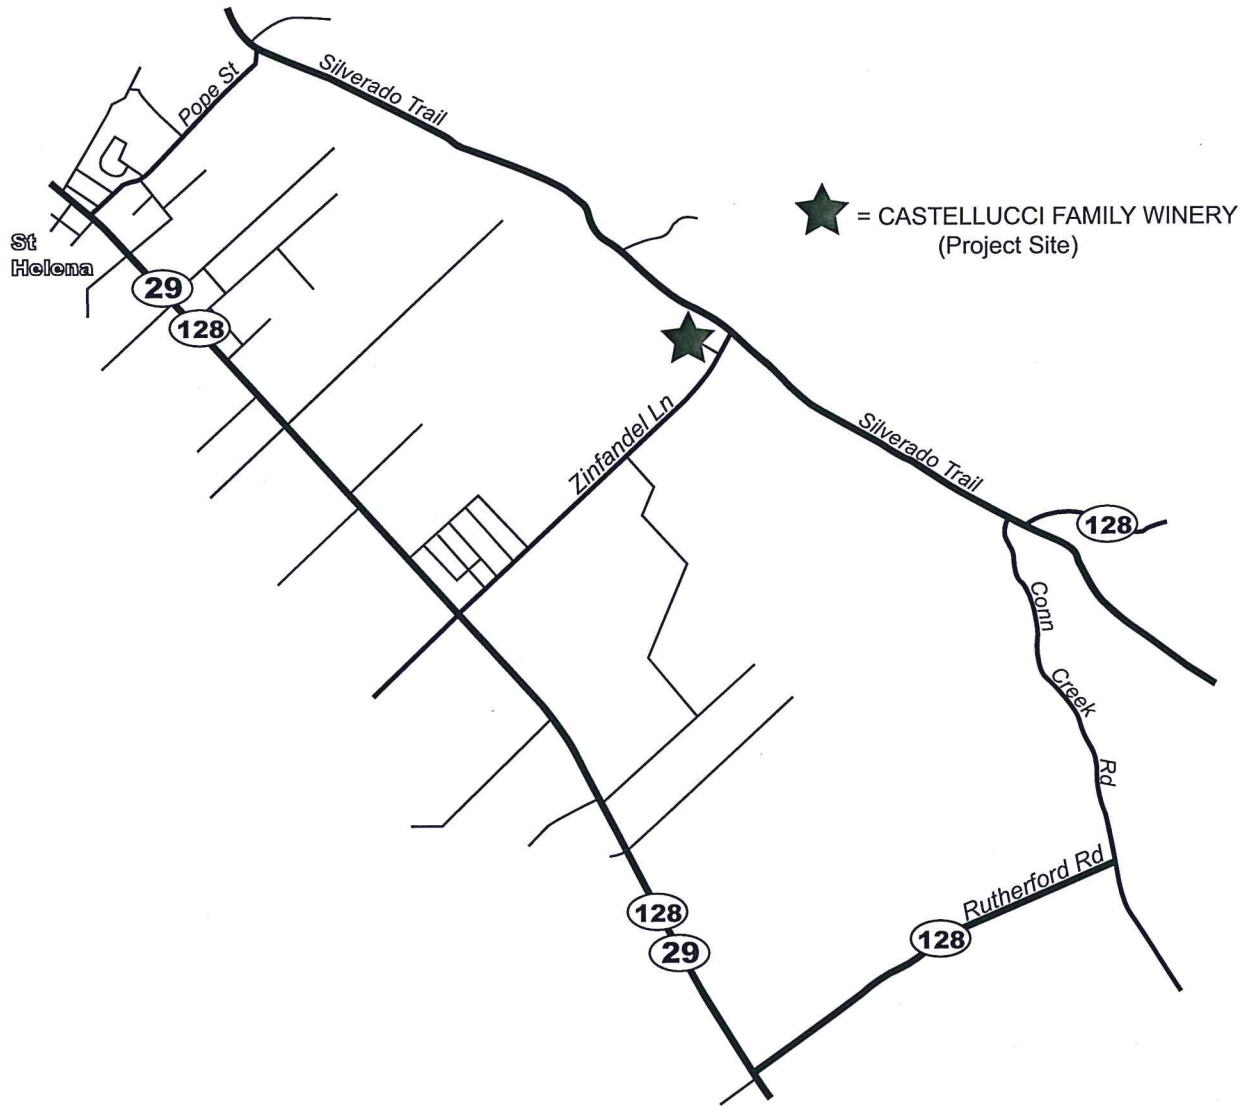 Silverado Trail
Pope St
= CASTELLUCCI FAMILY WINERY
(Project Site)
St
Helena
29
128
Zinfandel Ln
Silverado Trail
128
Conn
Creek
Rd
Rutherford Rd
128
128
29